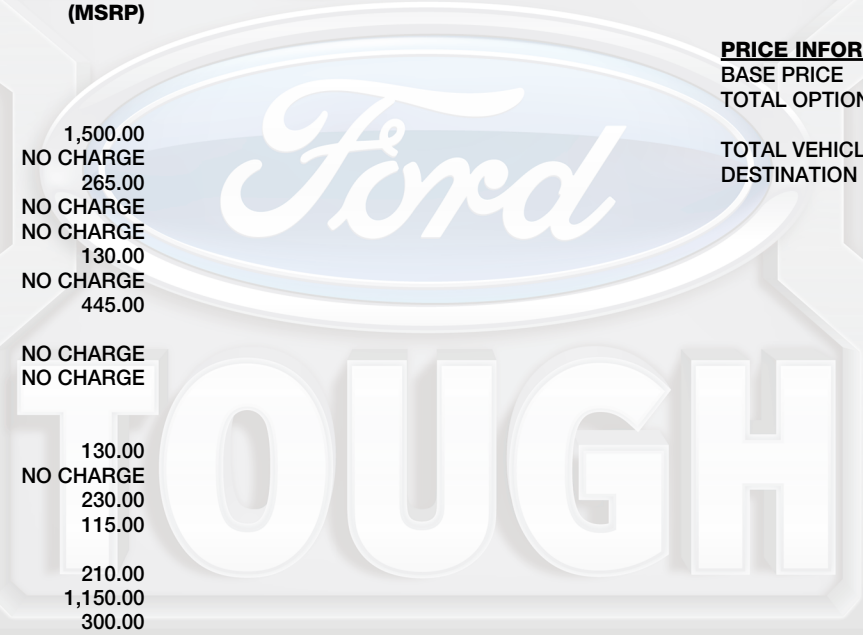 (MSRP)
1,500.00
NO CHARGE
265.00
NO CHARGE
NO CHARGE
130.00
NO CHARGE
445.00
NO CHARGE
NO CHARGE
130.00
NO CHARGE
230.00
115.00
210.00
1,150.00
300.00
PRICE INFOR
BASE PRICE
TOTAL OPTION
TOTAL VEHICL
DESTINATION
Ford
TOUGH